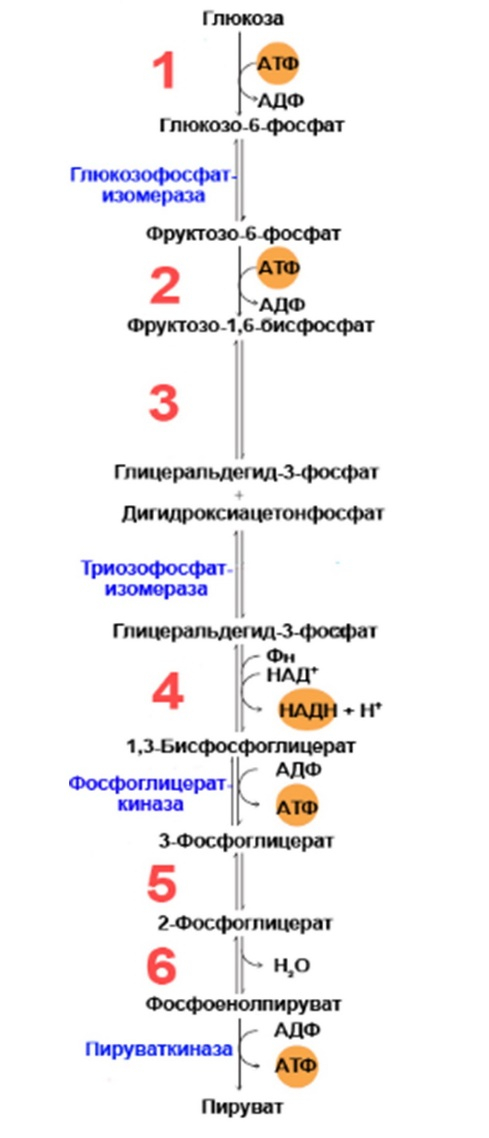 Глюкоза
1
АТФ
АДФ
Глюкозо-6-фосфат
Глюкозофосфат-
изомераза
Фруктозо-6-фосфат
2
АТФ
АДФ
Фруктозо-1,6-бисфосфат
3
Глицеральдегид-3-фосфат
+
Дигидроксиацетонфосфат
Триозофосфат-
изомераза
Глицеральдегид-3-фосфат
4
Фн
НАД⁺
НАДН + Н⁺
1,3-Бисфосфоглицерат
Фосфоглицерат-
киназа
АДФ
АТФ
3-Фосфоглицерат
5
2-Фосфоглицерат
6
H₂O
Фосфоенолпируват
Пируваткиназа
АДФ
АТФ
Пируват